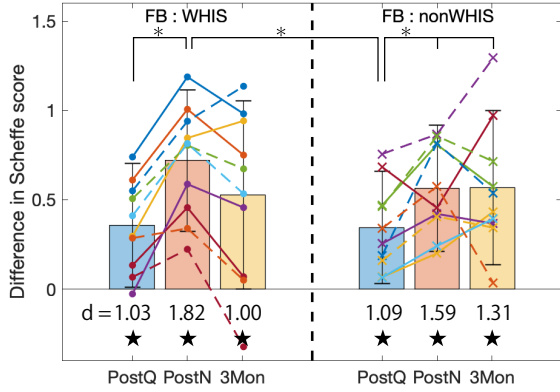 FB : WHIS FB : nonWHIS
* * *
1.5
1
0.5
0
Difference in Scheffe score
d = 1.03 1.82 1.00 1.09 1.59 1.31
★ ★ ★ ★ ★ ★
PostQ PostN 3Mon PostQ PostN 3Mon